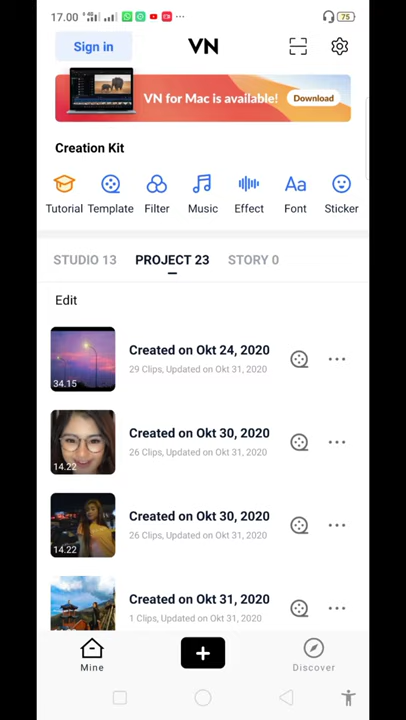 17.00
75
Sign in
VN
VN for Mac is available!
Download
Creation Kit
Tutorial Template Filter Music Effect Font Sticker
Aa
STUDIO 13 PROJECT 23 STORY 0
Edit
Created on Okt 24, 2020
29 Clips, Updated on Okt 31, 2020
34.15
Created on Okt 30, 2020
26 Clips, Updated on Okt 31, 2020
14.22
Created on Okt 30, 2020
26 Clips, Updated on Okt 31, 2020
14.22
Created on Okt 31, 2020
1 Clips, Updated on Okt 31, 2020
Mine
Discover